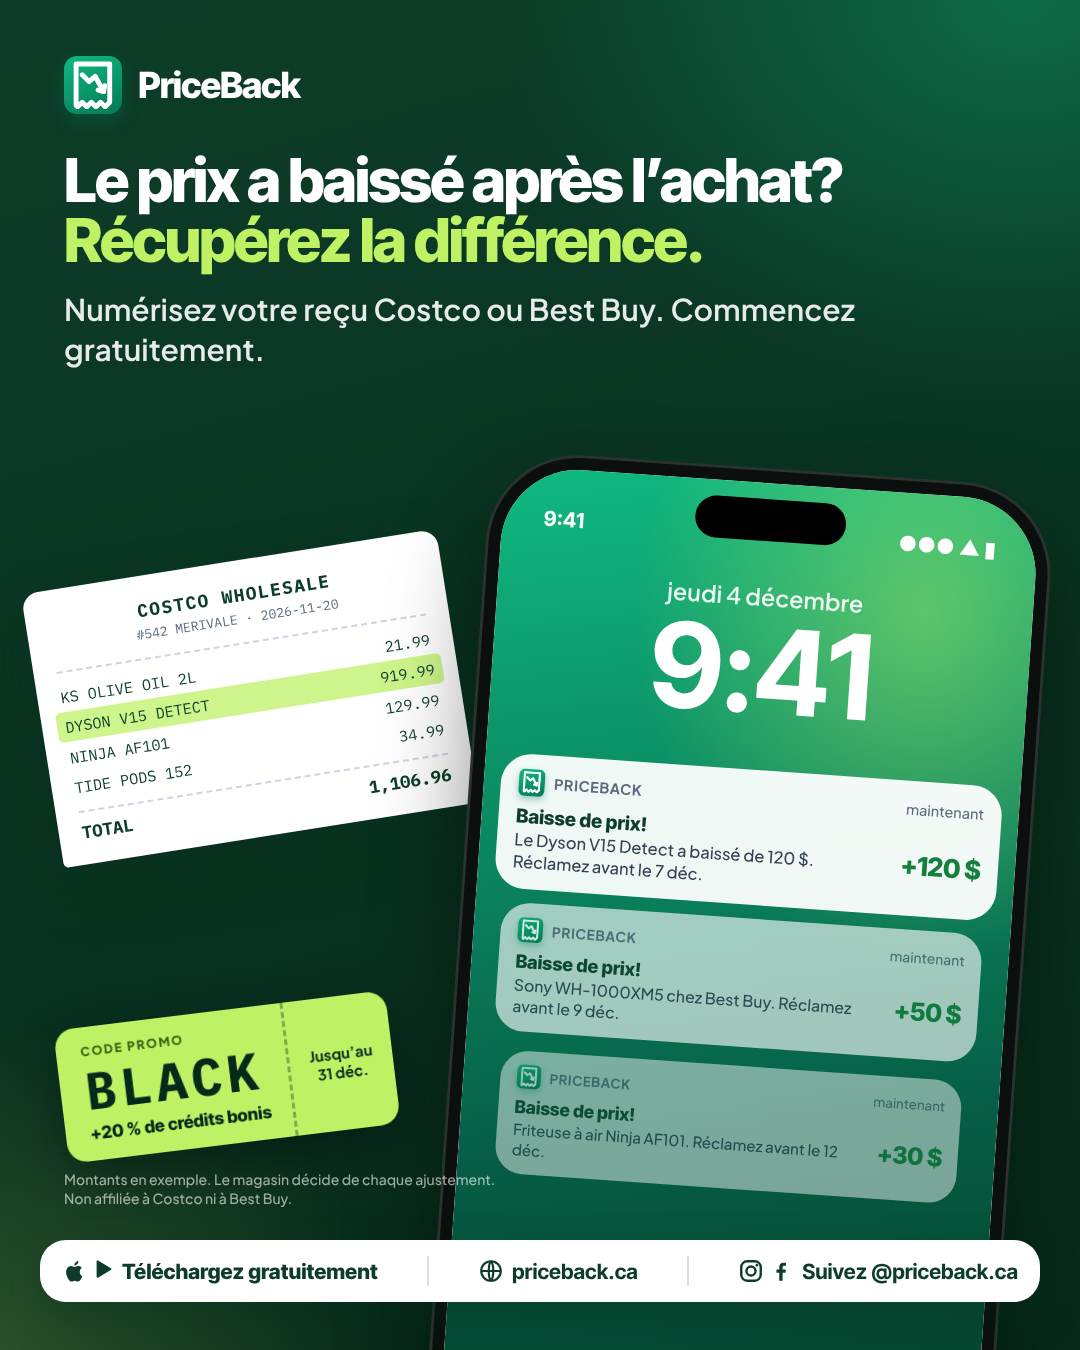 PriceBack
Le prix a baissé après l’achat?
Récupérez la différence.
Numérisez votre reçu Costco ou Best Buy. Commencez
gratuitement.
9:41
jeudi 4 décembre
9:41
COSTCO WHOLESALE
#542 MERIVALE · 2026-11-20
KS OLIVE OIL 2L 21.99
DYSON V15 DETECT 919.99
NINJA AF101 129.99
TIDE PODS 152 34.99
TOTAL 1,106.96
PRICEBACK maintenant
Baisse de prix!
Le Dyson V15 Detect a baissé de 120 $.
Réclamez avant le 7 déc.
+120 $
PRICEBACK maintenant
Baisse de prix!
Sony WH-1000XM5 chez Best Buy. Réclamez
avant le 9 déc.
+50 $
PRICEBACK maintenant
Baisse de prix!
Friteuse à air Ninja AF101. Réclamez avant le 12
déc.
+30 $
CODE PROMO
BLACK
+20 % de crédits bonis
Jusqu’au
31 déc.
Montants en exemple. Le magasin décide de chaque ajustement.
Non affiliée à Costco ni à Best Buy.
Téléchargez gratuitement
priceback.ca
Suivez @priceback.ca